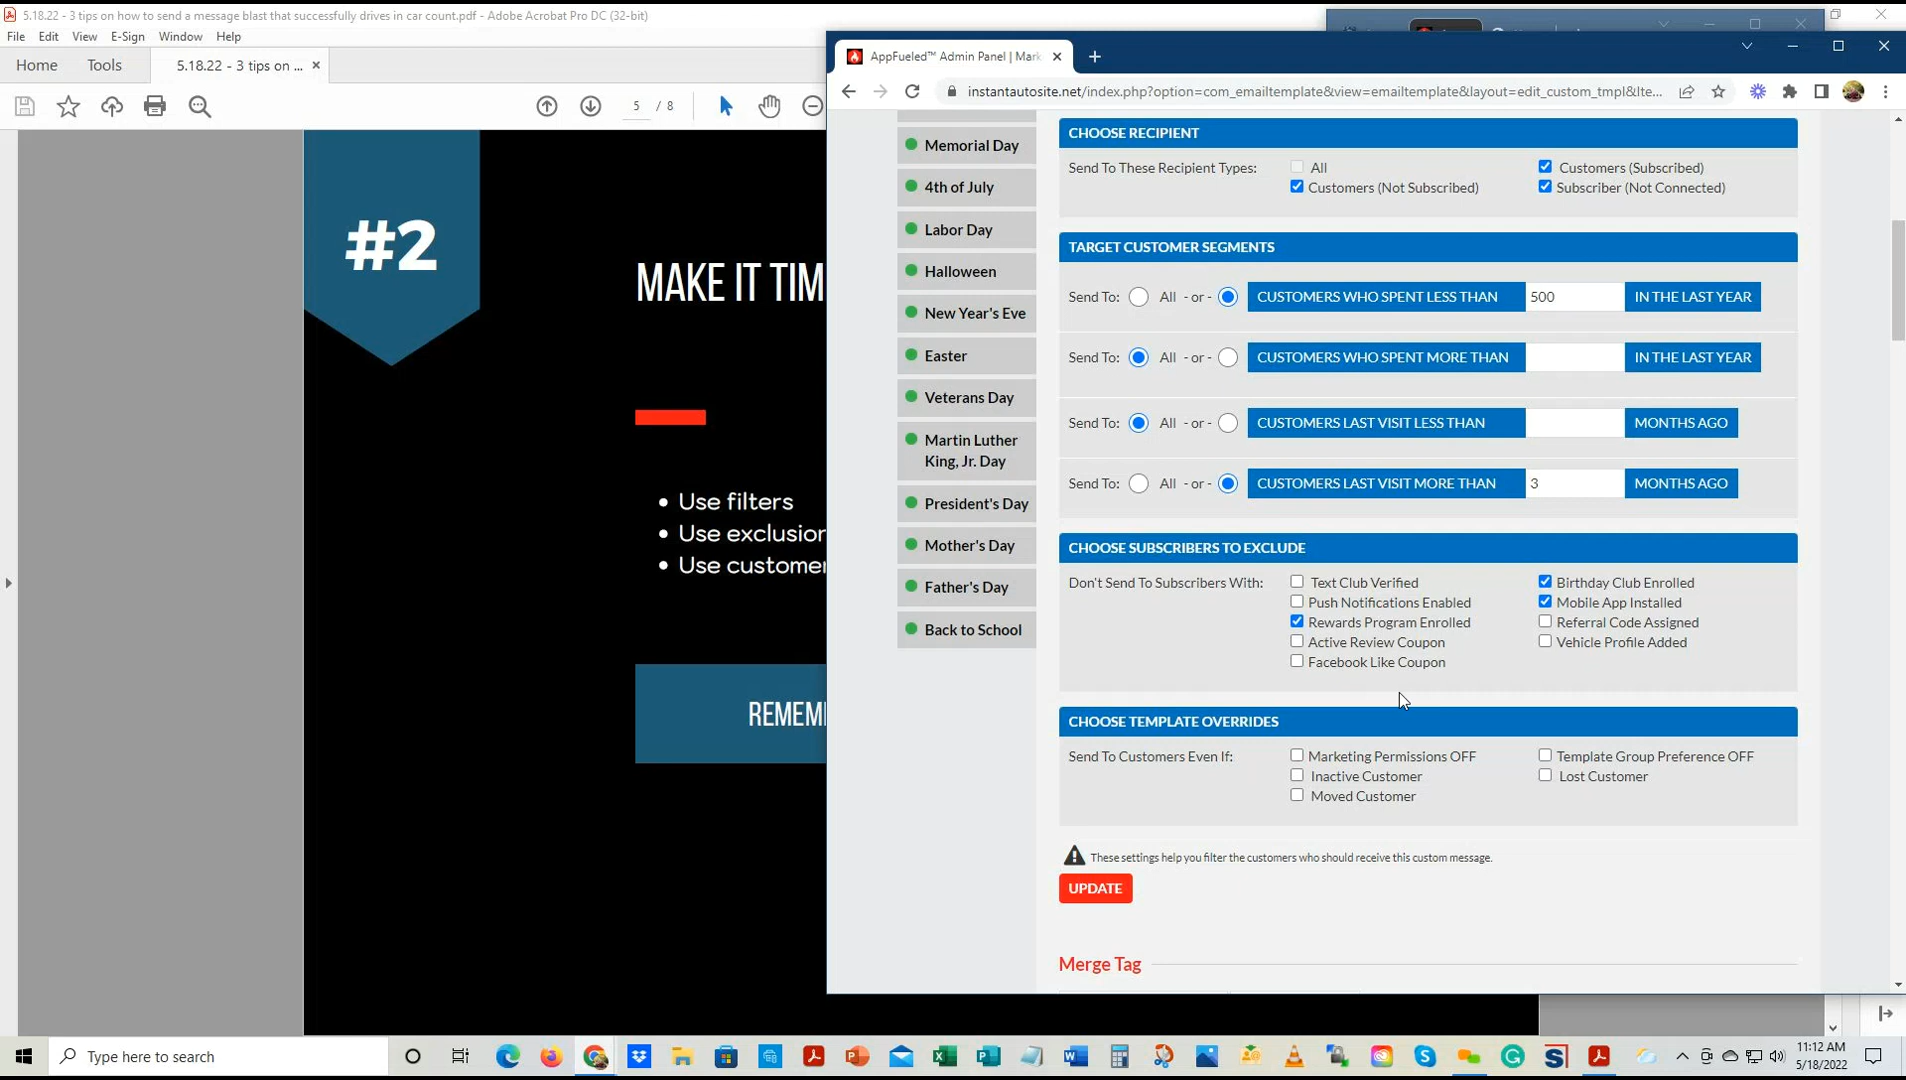 5.18.22 - 3 tips on how to send a message blast that successfully drives in car count.pdf - Adobe Acrobat Pro DC (32-bit)
File Edit View E-Sign Window Help
Home Tools 5.18.22 - 3 tips on ... ×
5 / 8
#2
MAKE IT TIM
Use filters
Use exclusion
Use customer
REMEM
AppFueled™ Admin Panel | Mark
instantautosite.net/index.php?option=com_emailtemplate&view=emailtemplate&layout=edit_custom_tmpl&Ite...
Memorial Day
4th of July
Labor Day
Halloween
New Year's Eve
Easter
Veterans Day
Martin Luther
King, Jr. Day
President's Day
Mother's Day
Father's Day
Back to School
CHOOSE RECIPIENT
Send To These Recipient Types: All Customers (Subscribed)
Customers (Not Subscribed) Subscriber (Not Connected)
TARGET CUSTOMER SEGMENTS
Send To: All - or - CUSTOMERS WHO SPENT LESS THAN 500 IN THE LAST YEAR
Send To: All - or - CUSTOMERS WHO SPENT MORE THAN IN THE LAST YEAR
Send To: All - or - CUSTOMERS LAST VISIT LESS THAN MONTHS AGO
Send To: All - or - CUSTOMERS LAST VISIT MORE THAN 3 MONTHS AGO
CHOOSE SUBSCRIBERS TO EXCLUDE
Don't Send To Subscribers With: Text Club Verified Birthday Club Enrolled
Push Notifications Enabled Mobile App Installed
Rewards Program Enrolled Referral Code Assigned
Active Review Coupon Vehicle Profile Added
Facebook Like Coupon
CHOOSE TEMPLATE OVERRIDES
Send To Customers Even If: Marketing Permissions OFF Template Group Preference OFF
Inactive Customer Lost Customer
Moved Customer
These settings help you filter the customers who should receive this custom message.
UPDATE
Merge Tag
Type here to search
11:12 AM
5/18/2022